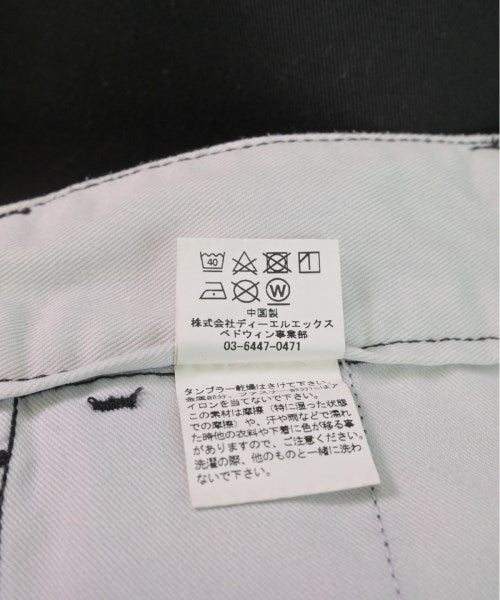 40
W
中国製
株式会社ディーエルエックス
ベドウィン事業部
03-6447-0471
タンブラー乾燥はさけて下さい。
イロンを当てないで下さい。
この素材は摩擦（特に湿った状態
での摩擦）や、汗や雨などで濡れ
た時他の衣料や下着に色が移る事
がありますので、ご注意ください。
洗濯の際、他のものと一緒に洗わ
ないで下さい。